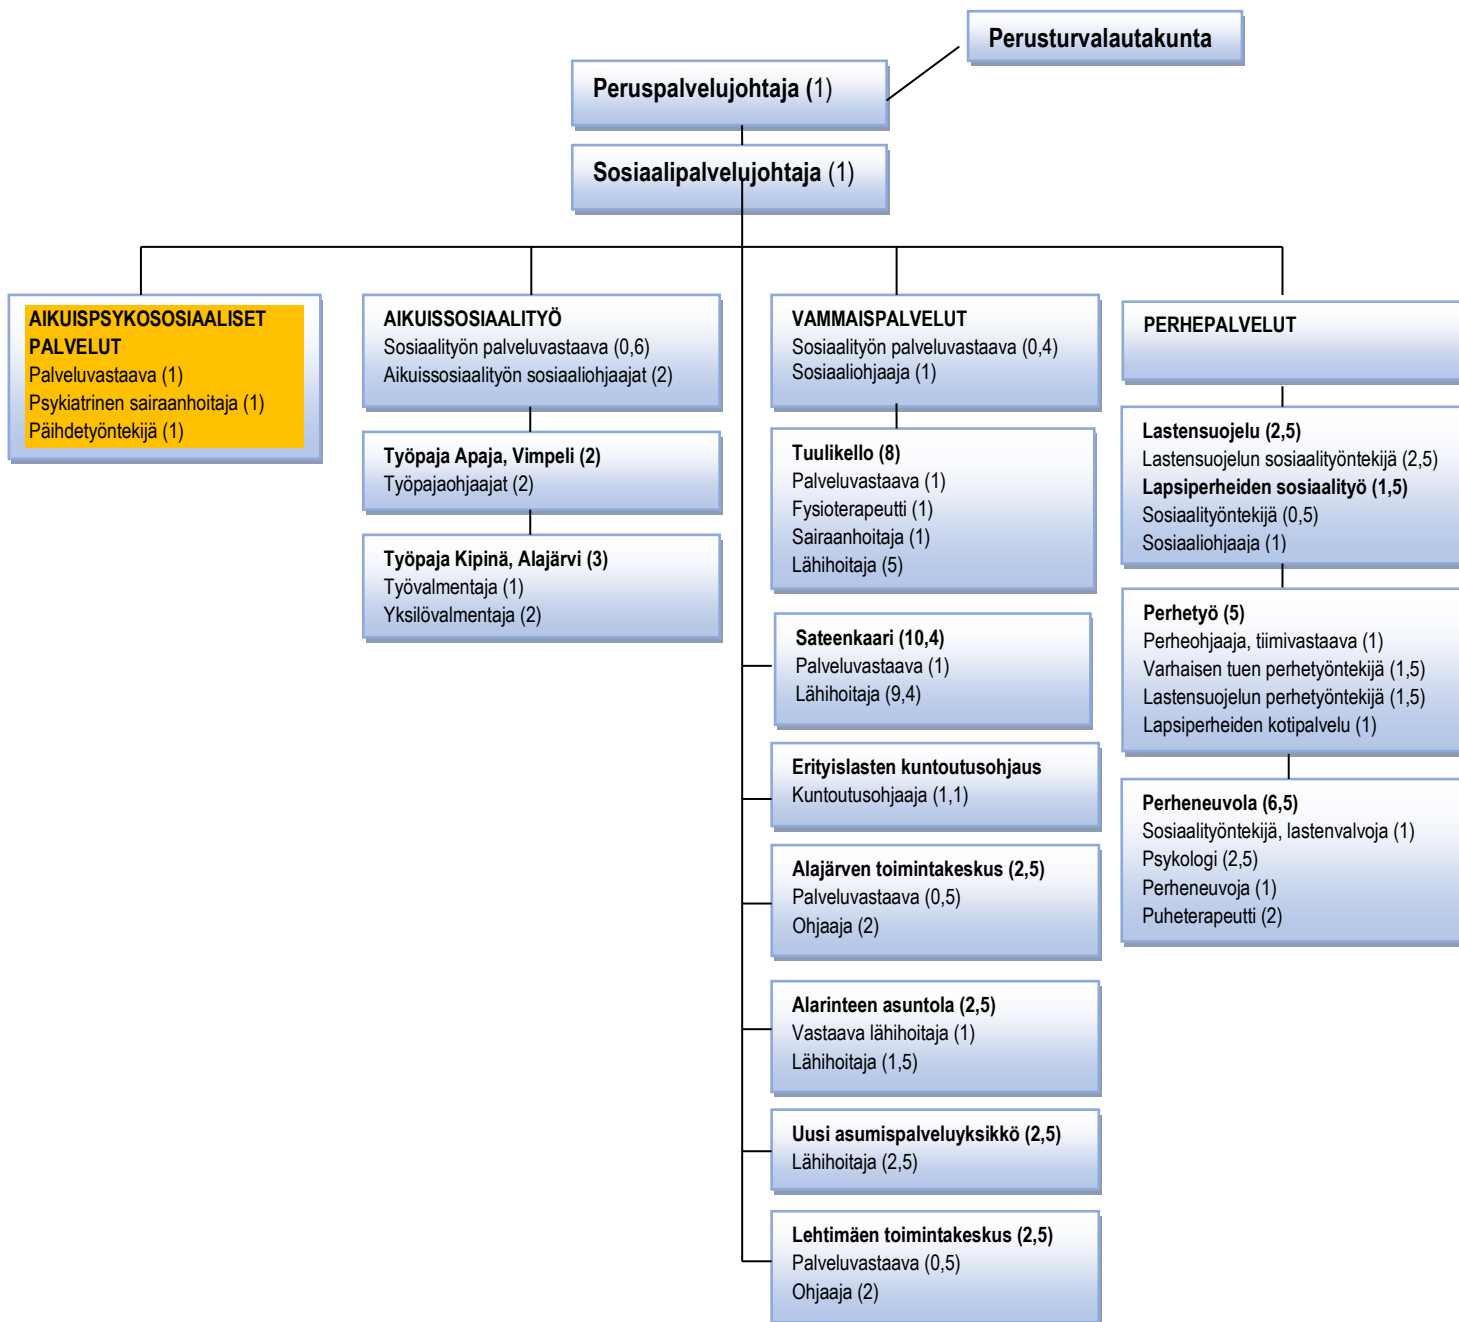 Perusturvalautakunta
Peruspalvelujohtaja (1)
Sosiaalipalvelujohtaja (1)
AIKUISPSYKOSOSIAALISET
PALVELUT
Palveluvastaava (1)
Psykiatrinen sairaanhoitaja (1)
Päihdetyöntekijä (1)
AIKUISSOSIAALITYÖ
Sosiaalityön palveluvastaava (0,6)
Aikuissosiaalityön sosiaaliohjaajat (2)
Työpaja Apaja, Vimpeli (2)
Työpajaohjaajat (2)
Työpaja Kipinä, Alajärvi (3)
Työvalmentaja (1)
Yksilövalmentaja (2)
VAMMAISPALVELUT
Sosiaalityön palveluvastaava (0,4)
Sosiaaliohjaaja (1)
Tuulikello (8)
Palveluvastaava (1)
Fysioterapeutti (1)
Sairaanhoitaja (1)
Lähihoitaja (5)
Sateenkaari (10,4)
Palveluvastaava (1)
Lähihoitaja (9,4)
Erityislasten kuntoutusohjaus
Kuntoutusohjaaja (1,1)
Alajärven toimintakeskus (2,5)
Palveluvastaava (0,5)
Ohjaaja (2)
Alarinteen asuntola (2,5)
Vastaava lähihoitaja (1)
Lähihoitaja (1,5)
Uusi asumispalveluyksikkö (2,5)
Lähihoitaja (2,5)
Lehtimäen toimintakeskus (2,5)
Palveluvastaava (0,5)
Ohjaaja (2)
PERHEPALVELUT
Lastensuojelu (2,5)
Lastensuojelun sosiaalityöntekijä (2,5)
Lapsiperheiden sosiaalityö (1,5)
Sosiaalityöntekijä (0,5)
Sosiaaliohjaaja (1)
Perhetyö (5)
Perheohjaaja, tiimivastaava (1)
Varhaisen tuen perhetyöntekijä (1,5)
Lastensuojelun perhetyöntekijä (1,5)
Lapsiperheiden kotipalvelu (1)
Perheneuvola (6,5)
Sosiaalityöntekijä, lastenvalvoja (1)
Psykologi (2,5)
Perheneuvoja (1)
Puheterapeutti (2)